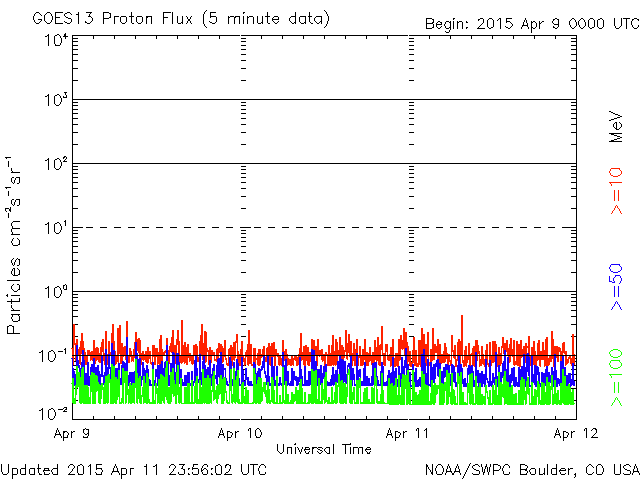 GOES13 Proton Flux (5 minute data)
Begin: 2015 Apr 9 0000 UTC
10⁴
10³
10²
10¹
10⁰
10⁻¹
10⁻²
Particles cm⁻²s⁻¹sr⁻¹
MeV
>=10
>=50
>=100
Apr 9
Apr 10
Apr 11
Apr 12
Universal Time
Updated 2015 Apr 11 23:56:02 UTC
NOAA/SWPC Boulder, CO USA